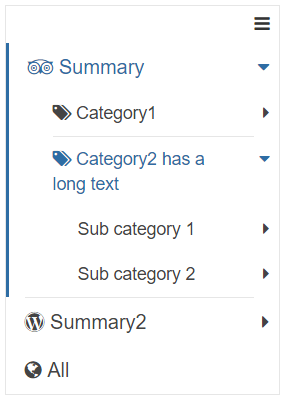 Summary
Category1
Category2 has a
long text
Sub category 1
Sub category 2
Summary2
All